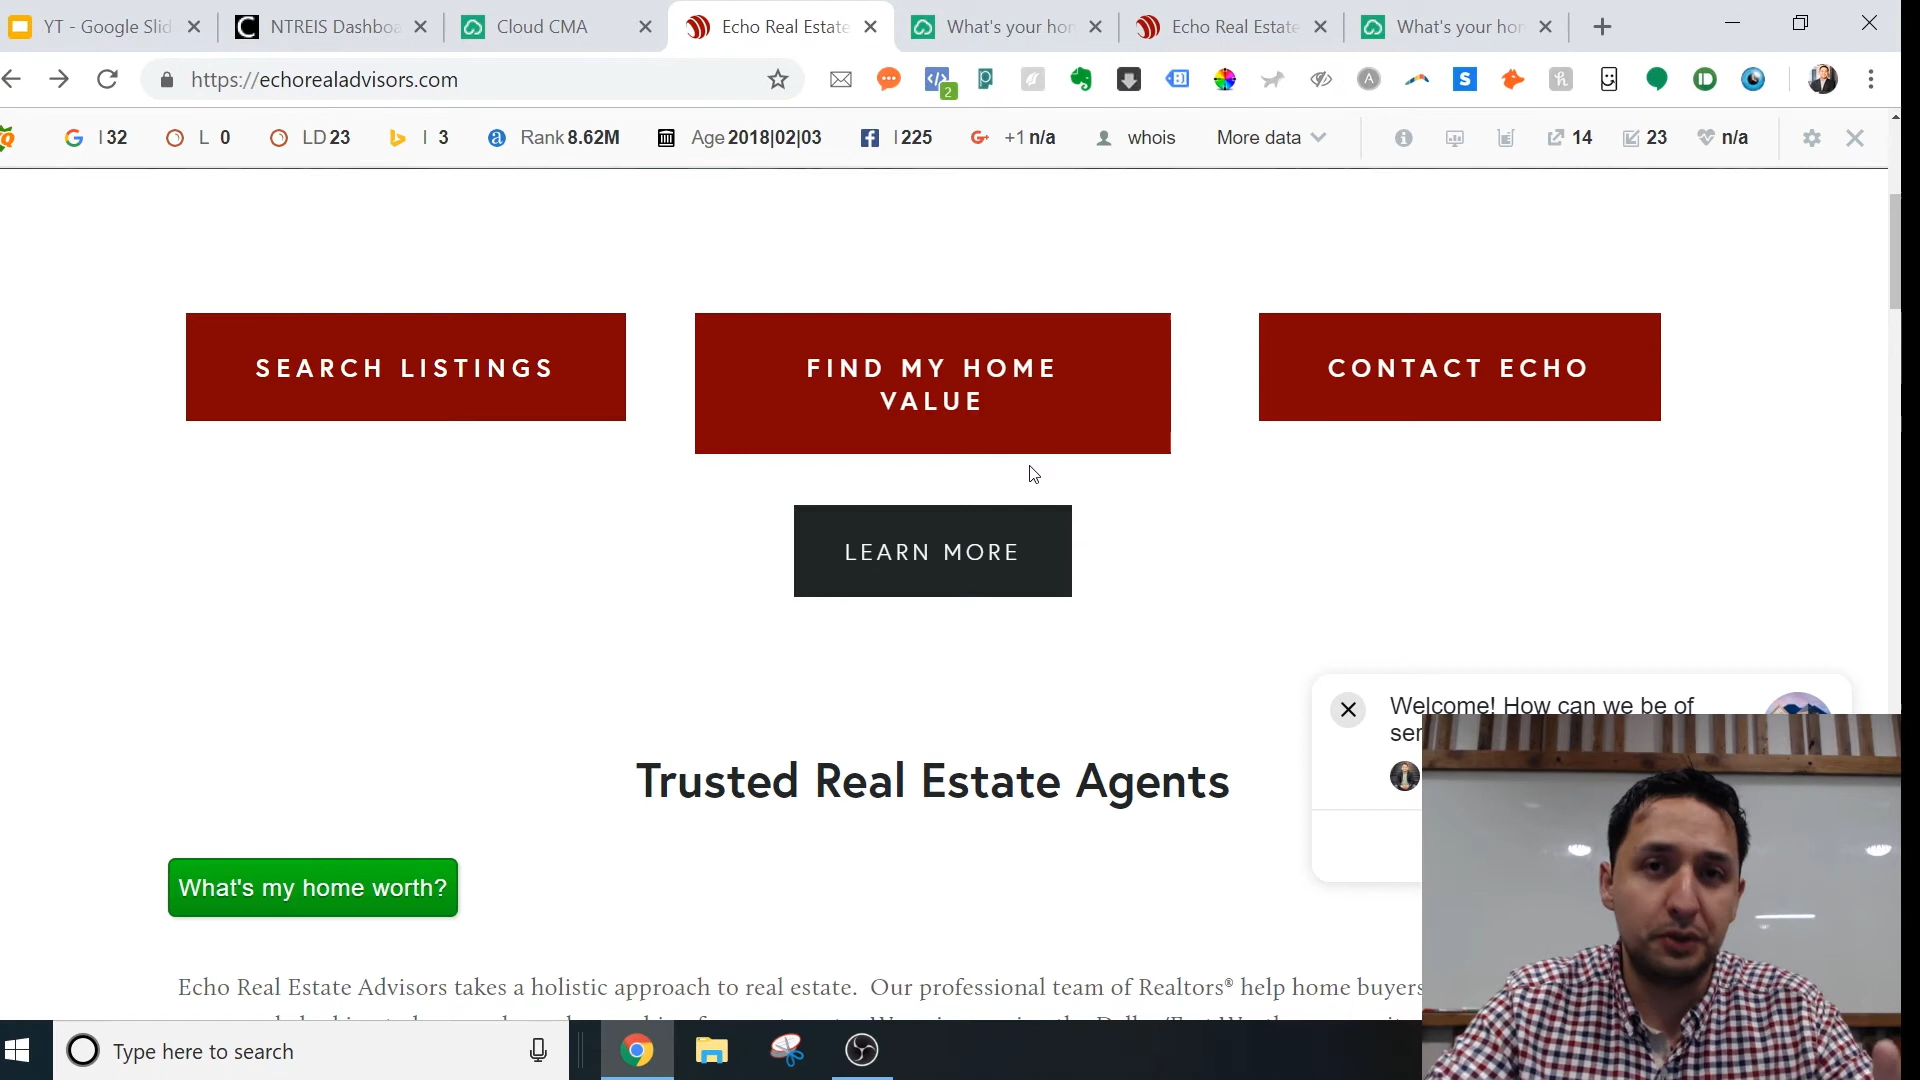 YT - Google Slid
NTREIS Dashboa
Cloud CMA
Echo Real Estate
What's your hom
Echo Real Estate
What's your hom
https://echorealadvisors.com
2
I 32
L 0
LD 23
I 3
Rank 8.62M
Age 2018|02|03
I 225
+1 n/a
whois
More data
14
23
n/a
SEARCH LISTINGS
FIND MY HOME
VALUE
CONTACT ECHO
LEARN MORE
Welcome! How can we be of
ser
Trusted Real Estate Agents
What's my home worth?
Echo Real Estate Advisors takes a holistic approach to real estate. Our professional team of Realtors® help home buyers
Type here to search